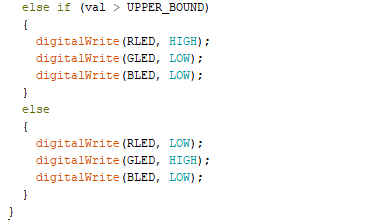 else if (val > UPPER_BOUND)
{
digitalWrite(RLED, HIGH);
digitalWrite(GLED, LOW);
digitalWrite(BLED, LOW);
}
else
{
digitalWrite(RLED, LOW);
digitalWrite(GLED, HIGH);
digitalWrite(BLED, LOW);
}
}